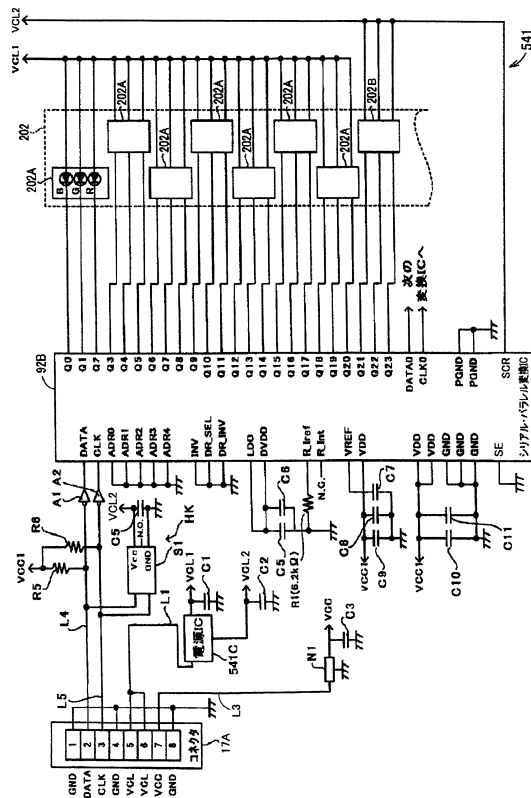 VCL2
VCL1
202
202A
B
G
R
202A
202A
202A
202A
202A
202A
202B
541
92B
DATA
CLK
ADR0
ADR1
ADR2
ADR3
ADR4
INV
DR_SEL
DR_INV
LDO
DVDD
R_Iref
R_Int
VREF
VDD
VDD
VDD
GND
GND
GND
SE
Q0
Q1
Q2
Q3
Q4
Q5
Q6
Q7
Q8
Q9
Q10
Q11
Q12
Q13
Q14
Q15
Q16
Q17
Q18
Q19
Q20
Q21
Q22
Q23
DATAO
CLKO
次の
変換ICへ
PGND
PGND
SCR
シリアル・パラレル変換IC
A1
A2
VCC1
R5
R6
VCL2
C5
N.C.
Vcc
GND
S1
HK
L4
L5
L1
VCL1
C1
電源IC
541C
VCL2
C2
VCC
N1
C3
L3
C5
C6
R1(6.2kΩ)
N.C.
C7
C8
C9
VCC
VCC
C10
C11
GND
DATA
CLK
GND
VCL
VCL
VCC
GND
1
2
3
4
5
6
7
8
コネクタ
17A